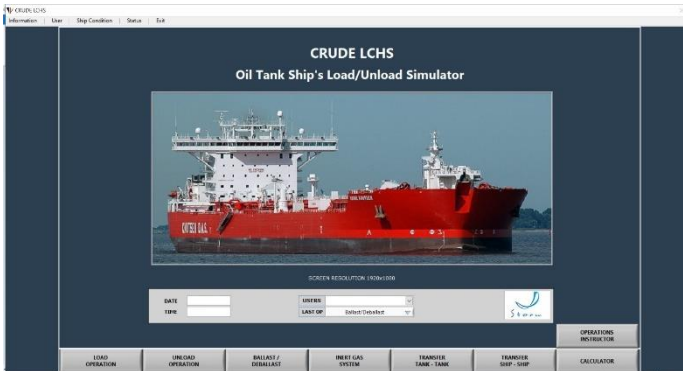 CRUDE LCHS
Information | User | Ship Condition | Status | Exit
CRUDE LCHS
Oil Tank Ship's Load/Unload Simulator
SCREEN RESOLUTION 1920x1080
DATE
USERS
TIME
LAST OP Ballast/Deballast
OPERATIONS
INSTRUCTOR
LOAD
OPERATION
UNLOAD
OPERATION
BALLAST /
DEBALLAST
INERT GAS
SYSTEM
TRANSFER
TANK - TANK
TRANSFER
SHIP - SHIP
CALCULATOR